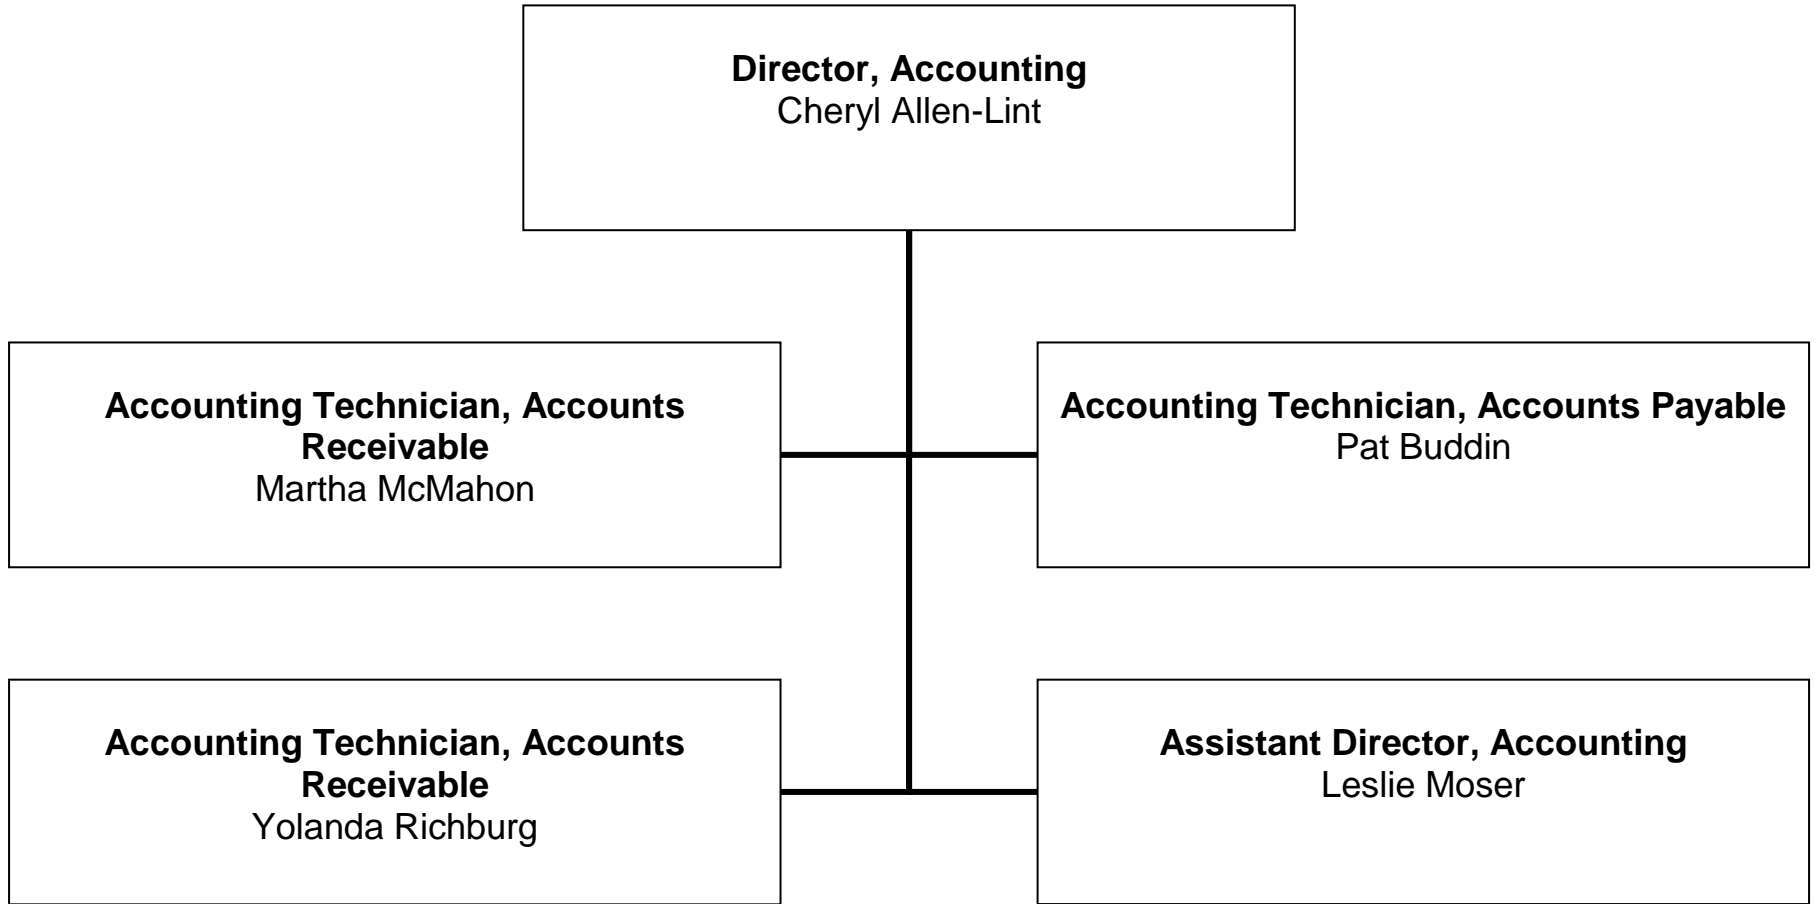 Director, Accounting
Cheryl Allen-Lint
Accounting Technician, Accounts
Receivable
Martha McMahon
Accounting Technician, Accounts Payable
Pat Buddin
Accounting Technician, Accounts
Receivable
Yolanda Richburg
Assistant Director, Accounting
Leslie Moser